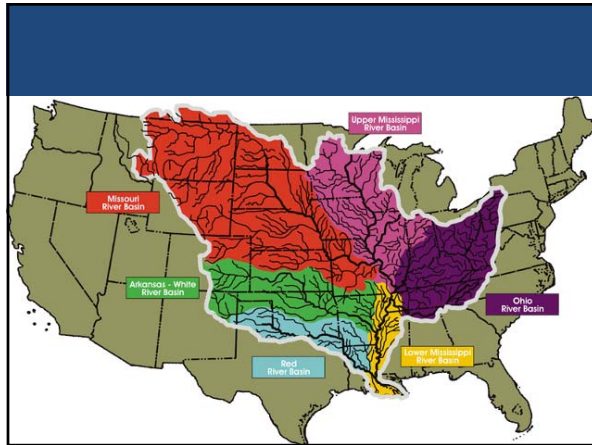 Upper Mississippi
River Basin
Missouri
River Basin
Arkansas - White
River Basin
Ohio
River Basin
Red
River Basin
Lower Mississippi
River Basin